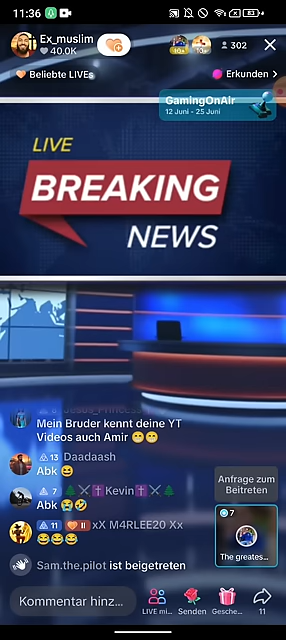 11:36
83
Ex_muslim
40.0K
302
Beliebte LIVEs
Erkunden >
GamingOnAir
12 Juni - 25 Juni
LIVE
BREAKING
NEWS
Mein Bruder kennt deine YT
Videos auch Amir 😁😁
13 Daadaash
Abk 😆
7 🌲⚔️✝️Kevin✝️⚔️🌲
Abk 😭🤣
11 II xX M4RLEE20 Xx
😂😂😂
Sam.the.pilot ist beigetreten
Anfrage zum
Beitreten
7
The greates...
Kommentar hinz...
LIVE mi...
Senden
Gesche...
11